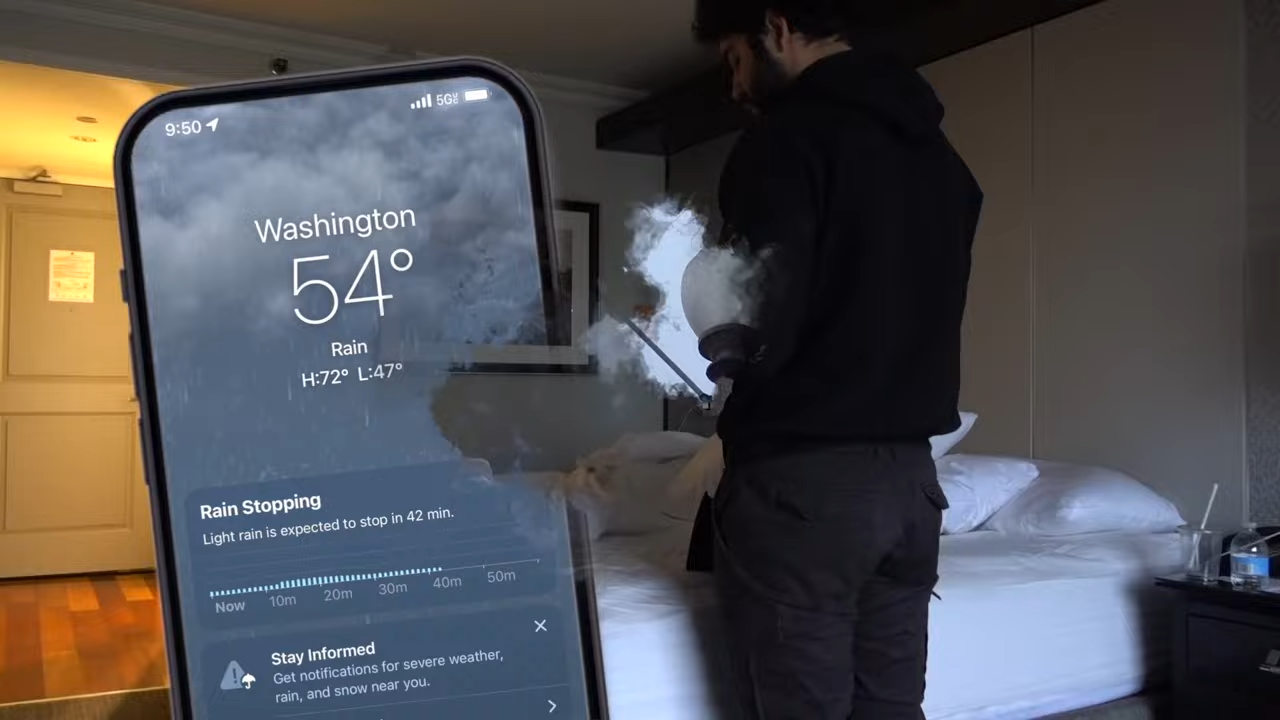 9:50
5G
Washington
54°
Rain
H:72° L:47°
Rain Stopping
Light rain is expected to stop in 42 min.
Now 10m 20m 30m 40m 50m
Stay Informed
Get notifications for severe weather,
rain, and snow near you.